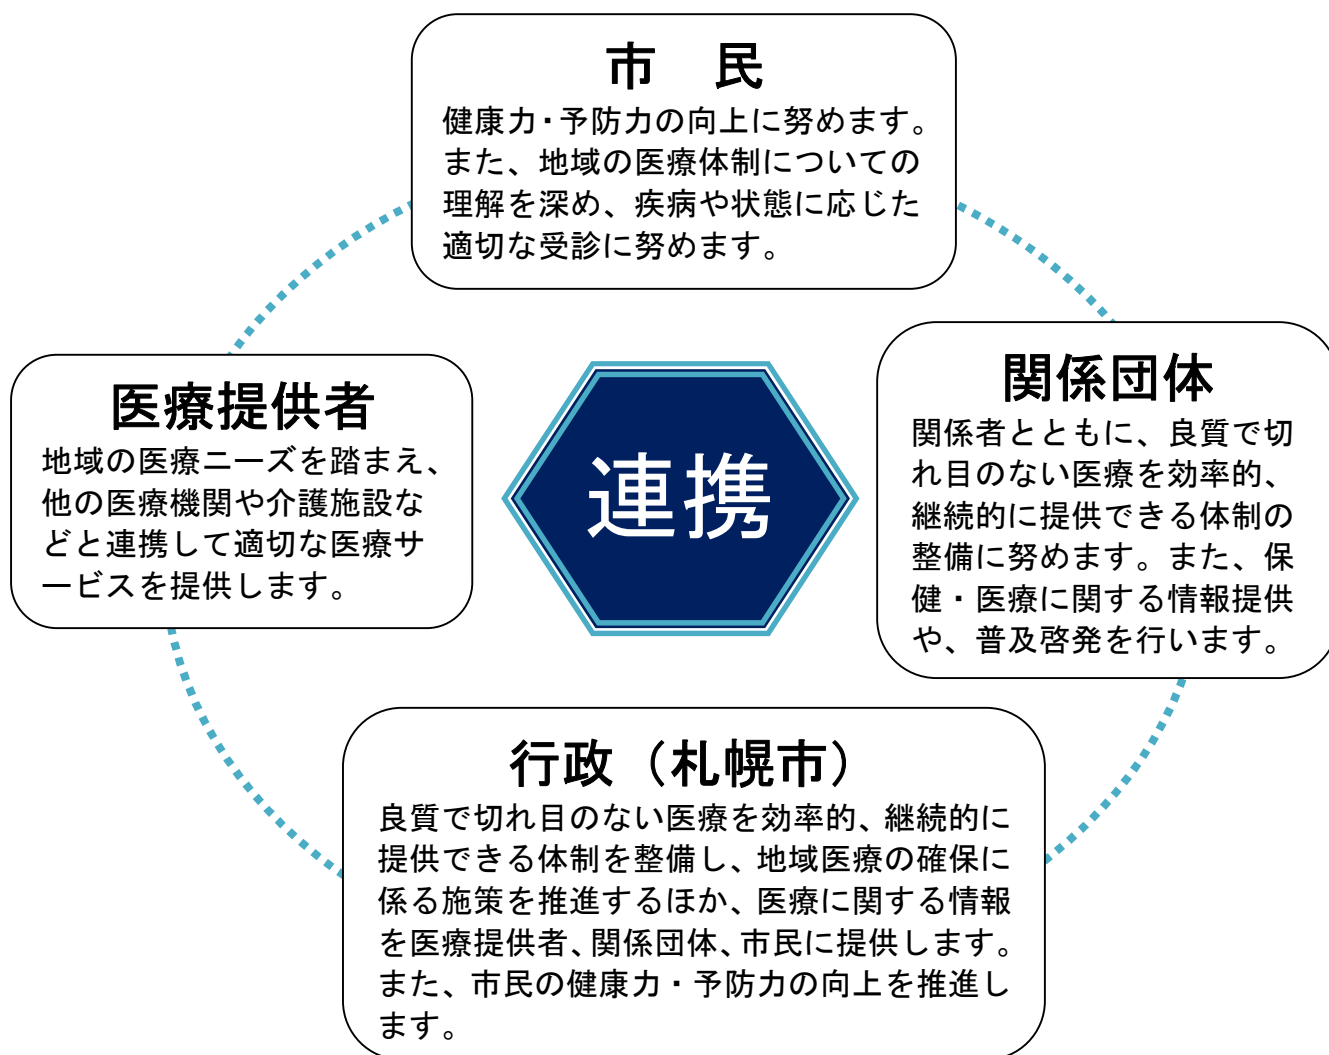 市　民
健康力・予防力の向上に努めます。
また、地域の医療体制についての
理解を深め、疾病や状態に応じた
適切な受診に努めます。
医療提供者
地域の医療ニーズを踏まえ、
他の医療機関や介護施設な
どと連携して適切な医療サ
ービスを提供します。
連携
関係団体
関係者とともに、良質で切
れ目のない医療を効率的、
継続的に提供できる体制の
整備に努めます。また、保
健・医療に関する情報提供
や、普及啓発を行います。
行政（札幌市）
良質で切れ目のない医療を効率的、継続的に
提供できる体制を整備し、地域医療の確保に
係る施策を推進するほか、医療に関する情報
を医療提供者、関係団体、市民に提供します。
また、市民の健康力・予防力の向上を推進し
ます。